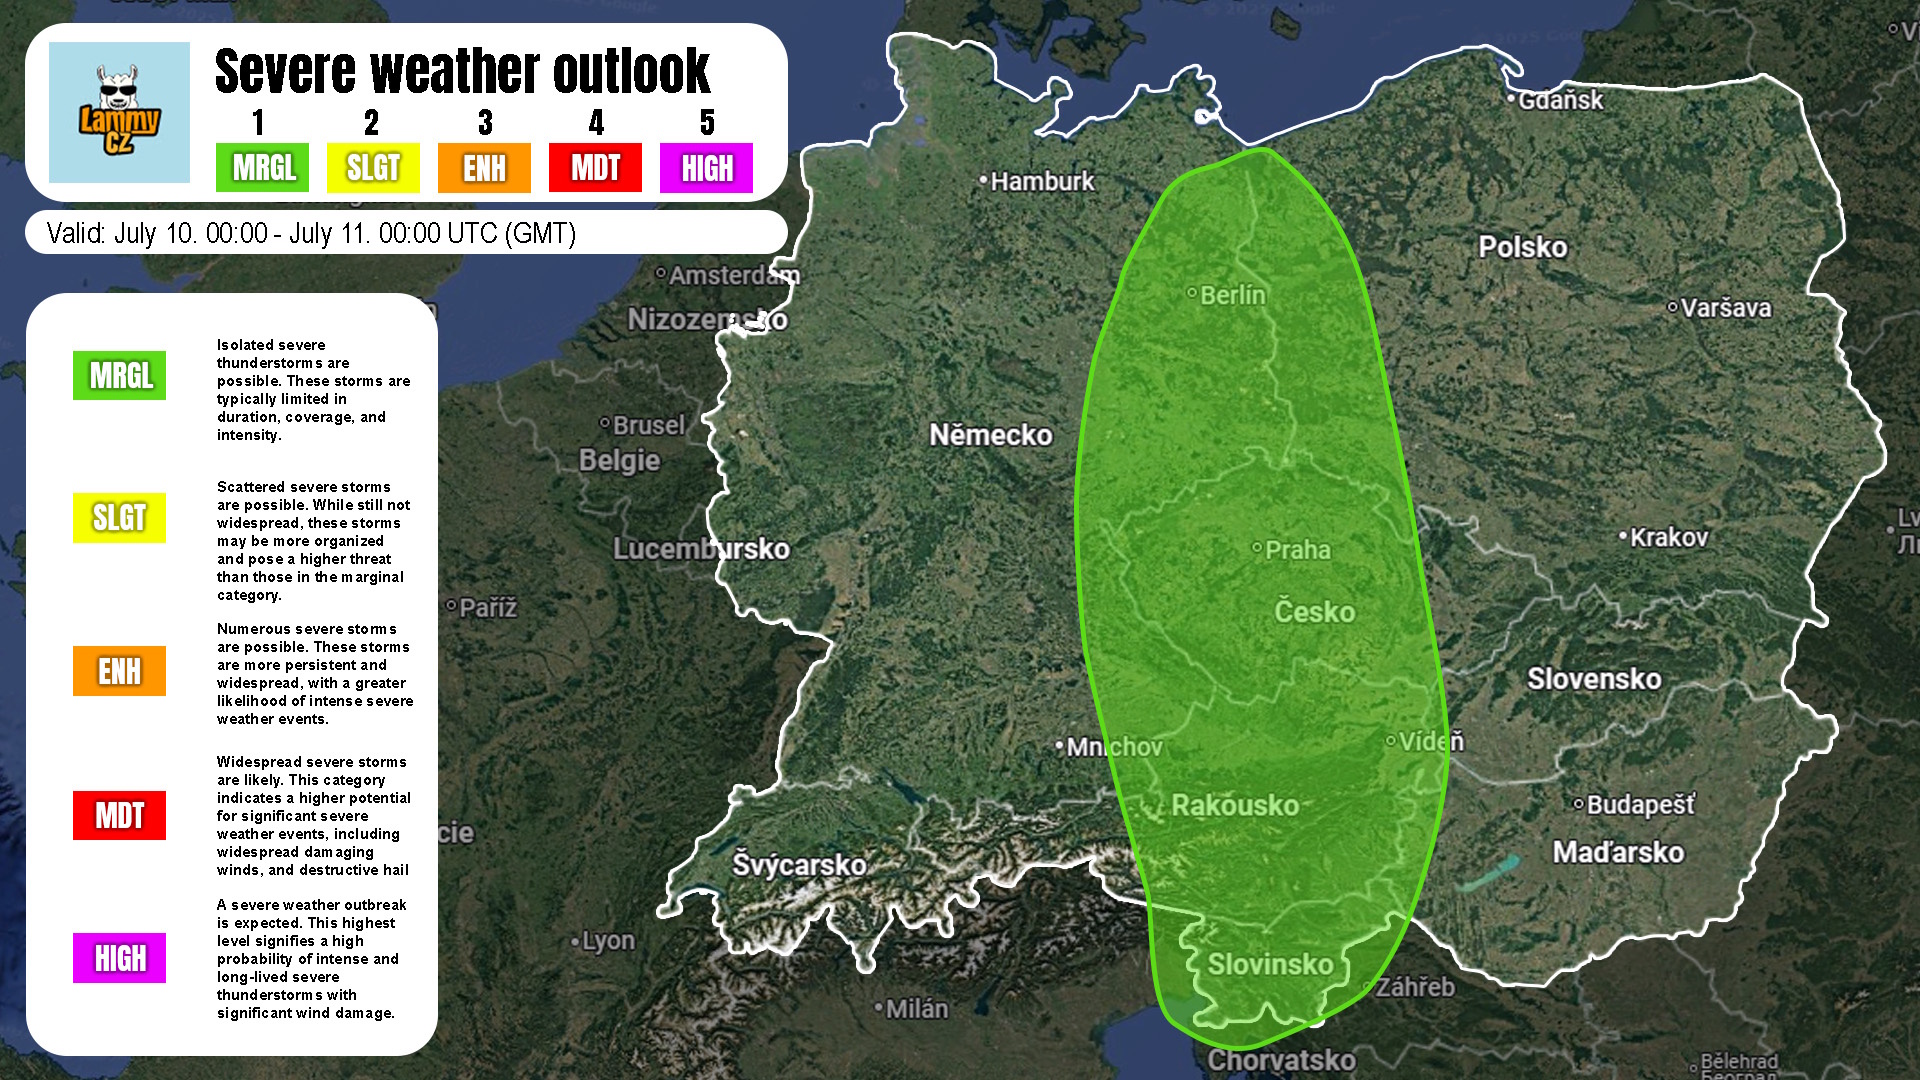 Severe weather outlook
1 2 3 4 5
MRGL SLGT ENH MDT HIGH
Lammy
CZ
Valid: July 10. 00:00 - July 11. 00:00 UTC (GMT)
MRGL
Isolated severe
thunderstorms are
possible. These storms are
typically limited in
duration, coverage, and
intensity.
SLGT
Scattered severe storms
are possible. While still not
widespread, these storms
may be more organized
and pose a higher threat
than those in the marginal
category.
ENH
Numerous severe storms
are possible. These storms
are more persistent and
widespread, with a greater
likelihood of intense severe
weather events.
MDT
Widespread severe storms
are likely. This category
indicates a higher potential
for significant severe
weather events, including
widespread damaging
winds, and destructive hail
HIGH
A severe weather outbreak
is expected. This highest
level signifies a high
probability of intense and
long-lived severe
thunderstorms with
significant wind damage.
Gdaňsk
Hamburk
Polsko
Amsterdam
Berlín
Varšava
Nizozemsko
Brusel
Německo
Belgie
Krakov
Lucembursko
Praha
Paříž
Česko
Slovensko
Mnichov
Vídeň
Rakousko
Budapešť
Maďarsko
Švýcarsko
Lyon
Slovinsko
Záhřeb
Milán
Chorvatsko
Bělehrad